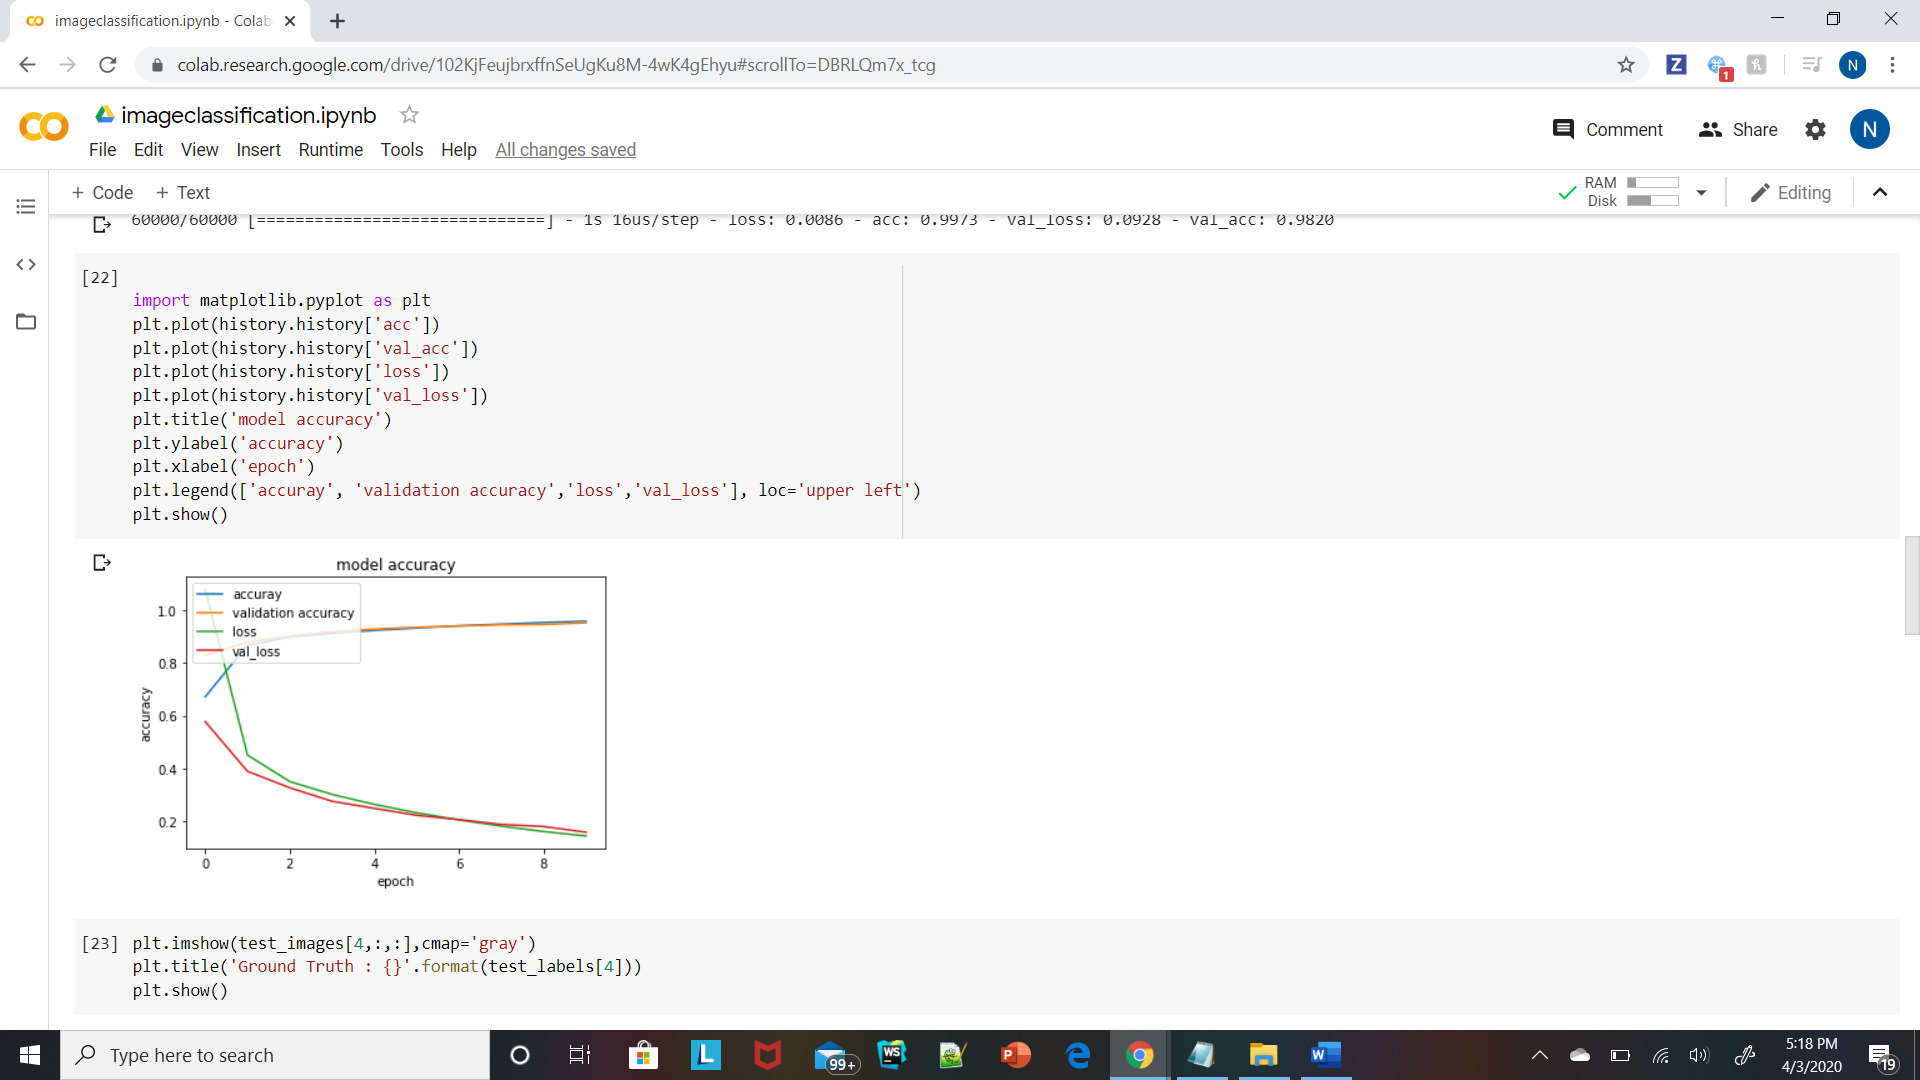 imageclassification.ipynb - Colab
colab.research.google.com/drive/102KjFeujbrxffnSeUgKu8M-4wK4gEhyu#scrollTo=DBRLQm7x_tcg
Z
1
N
imageclassification.ipynb
Comment
Share
N
File Edit View Insert Runtime Tools Help All changes saved
+ Code + Text
RAM
Disk
Editing
60000/60000 [==============================] - 1s 16us/step - loss: 0.0086 - acc: 0.9973 - val_loss: 0.0928 - val_acc: 0.9820
[22]
import matplotlib.pyplot as plt
plt.plot(history.history['acc'])
plt.plot(history.history['val_acc'])
plt.plot(history.history['loss'])
plt.plot(history.history['val_loss'])
plt.title('model accuracy')
plt.ylabel('accuracy')
plt.xlabel('epoch')
plt.legend(['accuray', 'validation accuracy','loss','val_loss'], loc='upper left')
plt.show()
model accuracy
accuray
validation accuracy
loss
val_loss
1.0
0.8
0.6
0.4
0.2
accuracy
0 2 4 6 8
epoch
[23] plt.imshow(test_images[4,:,:],cmap='gray')
plt.title('Ground Truth : {}'.format(test_labels[4]))
plt.show()
Type here to search
L
99+
WS
P
W
5:18 PM
4/3/2020
19